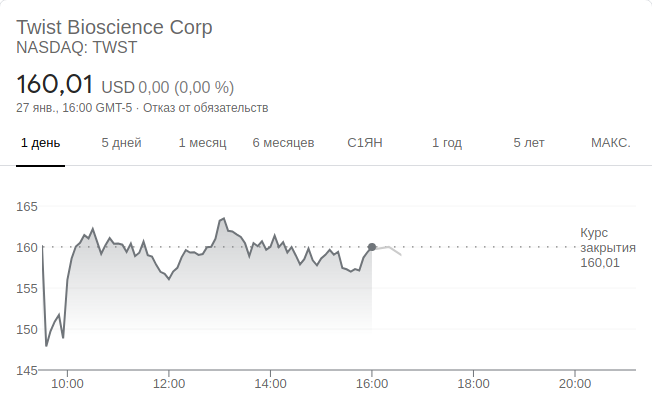 Twist Bioscience Corp
NASDAQ: TWST
160,01 USD 0,00 (0,00 %)
27 янв., 16:00 GMT-5 · Отказ от обязательств
1 день 5 дней 1 месяц 6 месяцев С1ЯН 1 год 5 лет МАКС.
165
160
155
150
145
Курс
закрытия
160,01
10:00 12:00 14:00 16:00 18:00 20:00